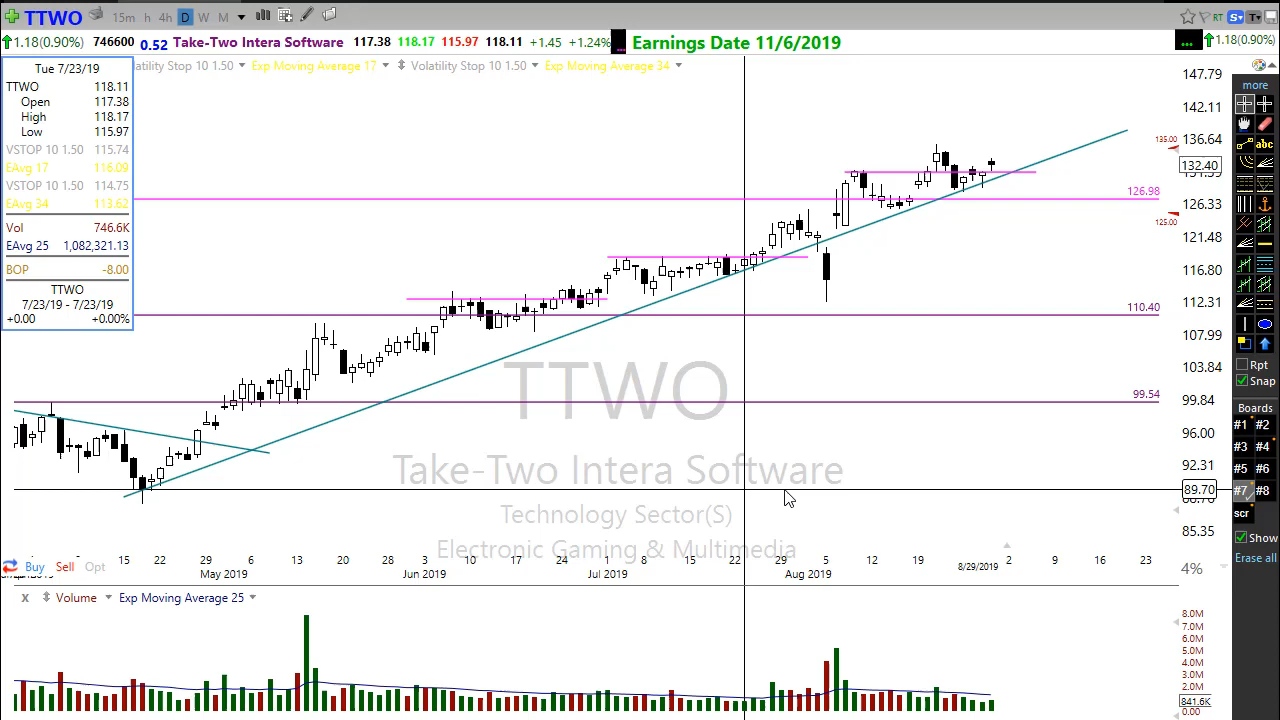 TTWO 15m h 4h D W M RT S T
1.18(0.90%) 746600 0.52 Take-Two Intera Software 117.38 118.17 115.97 118.11 +1.45 +1.24% ... Earnings Date 11/6/2019 ... 1.18(0.90%)
atility Stop 10 1.50 Exp Moving Average 17 Volatility Stop 10 1.50 Exp Moving Average 34
Tue 7/23/19
TTWO 118.11
Open 117.38
High 118.17
Low 115.97
VSTOP 10 1.50 115.74
EAvg 17 116.09
VSTOP 10 1.50 114.75
EAvg 34 113.62
Vol 746.6K
EAvg 25 1,082,321.13
BOP -8.00
TTWO
7/23/19 - 7/23/19
+0.00 +0.00%
147.79
142.11
136.64
135.00
132.40
126.98
126.33
125.00
121.48
116.80
112.31
110.40
107.99
103.84
99.54
99.84
96.00
92.31
89.70
85.35
4%
TTWO
Take-Two Intera Software
Technology Sector(S)
Electronic Gaming & Multimedia
15 22 29 6 13 20 28 3 10 17 24 1 8 15 22 29 5 12 19 8/29/2019 2 9 16 23
May 2019 Jun 2019 Jul 2019 Aug 2019
Buy Sell Opt
x Volume Exp Moving Average 25
8.0M
7.0M
6.0M
5.0M
4.0M
3.0M
2.0M
841.6K
0.00
more
abc
Rpt
Snap
Boards
#1 #2
#3 #4
#5 #6
#7 #8
scr
Show
Erase all